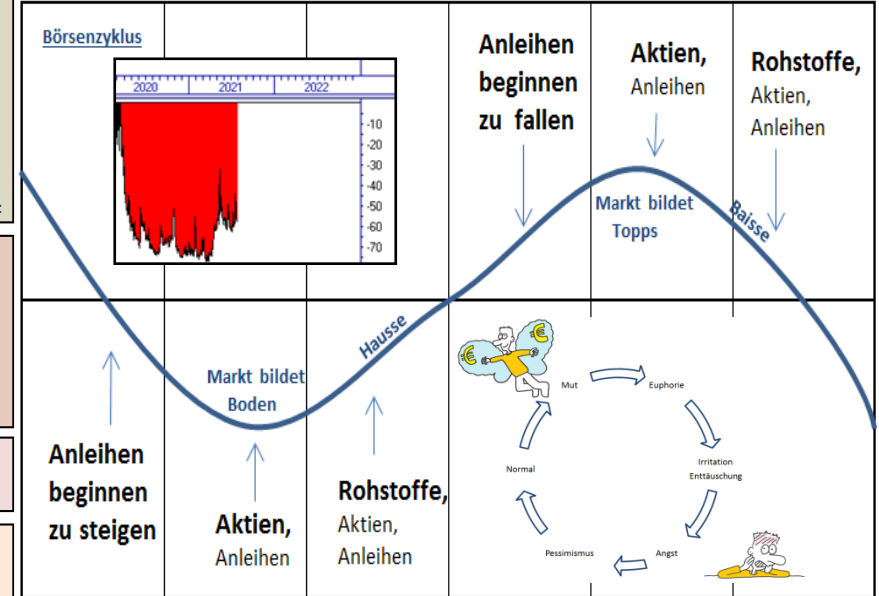 Börsenzyklus
2020 2021 2022
-10
-20
-30
-40
-50
-60
-70
Anleihen
beginnen
zu fallen
Aktien,
Anleihen
Rohstoffe,
Aktien,
Anleihen
Markt bildet
Topps
Baisse
Hausse
Markt bildet
Boden
Anleihen
beginnen
zu steigen
Aktien,
Anleihen
Rohstoffe,
Aktien,
Anleihen
€ €
Mut
Euphorie
Irritation
Enttäuschung
Angst
Pessimismus
Normal